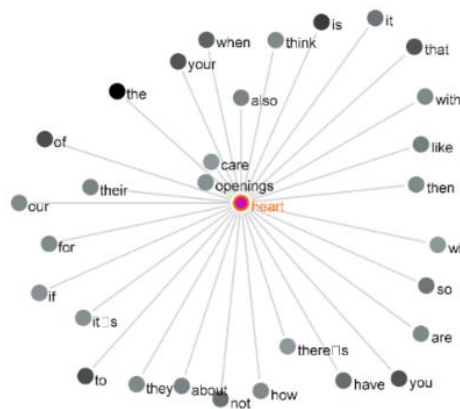 is
it
when
think
that
your
the
also
with
of
like
care
openings
then
their
our
heart
for
wh
so
if
it□s
are
there□s
to
they
about
not
how
have
you